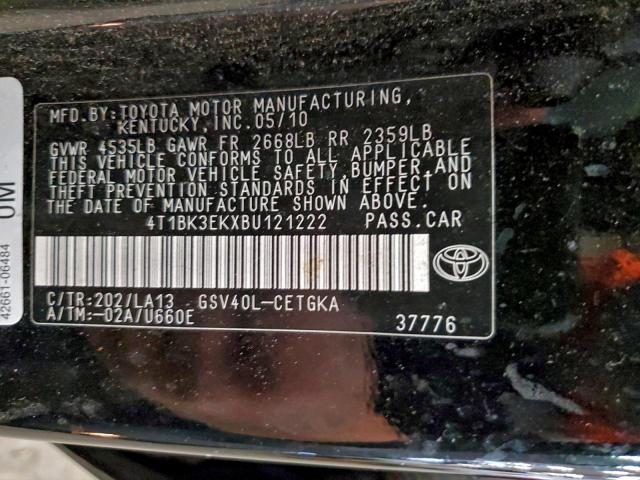 MFD.BY:TOYOTA MOTOR MANUFACTURING,
KENTUCKY,INC.05/10
GVWR 4535LB GAWR FR 2668LB RR 2359LB
THIS VEHICLE CONFORMS TO ALL APPLICABLE
FEDERAL MOTOR VEHICLE SAFETY,BUMPER,AND
THEFT PREVENTION STANDARDS IN EFFECT ON
THE DATE OF MANUFACTURE SHOWN ABOVE.
4T1BK3EKXBU121222 PASS.CAR
C/TR:202/LA13 GSV40L-CETGKA
A/TM:-02A/U660E 37776
42661-06484